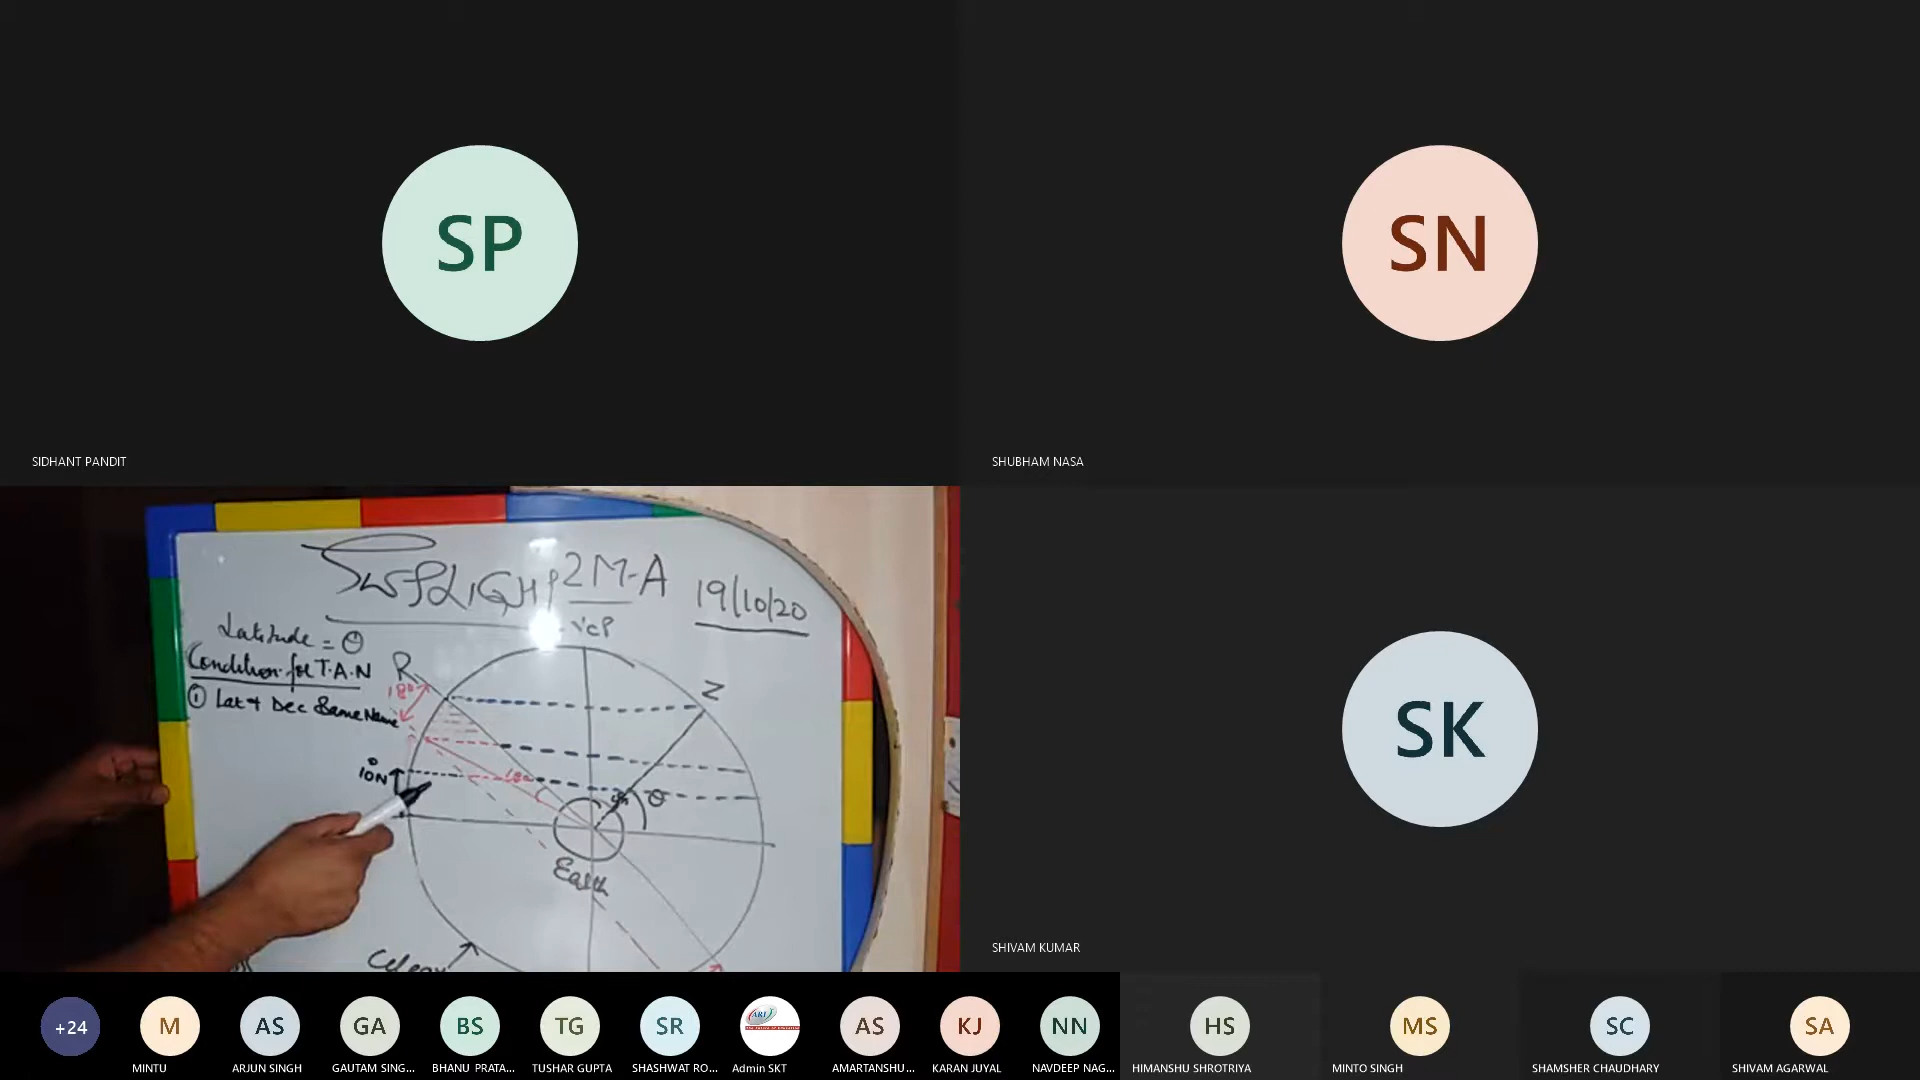 SP
SN
SIDHANT PANDIT
SHUBHAM NASA
2M-A
19/10/20
Latitude = θ
Condition for T.A.N
① Lat & Dec Same Name
R
18°
Z
10N
18°
θ
Earth
SK
SHIVAM KUMAR
+24
M
AS
GA
BS
TG
SR
ARI
AS
KJ
NN
HS
MS
SC
SA
MINTU
ARJUN SINGH
GAUTAM SING...
BHANU PRATA...
TUSHAR GUPTA
SHASHWAT RO...
Admin SKT
AMARTANSHU...
KARAN JUYAL
NAVDEEP NAG...
HIMANSHU SHROTRIYA
MINTO SINGH
SHAMSHER CHAUDHARY
SHIVAM AGARWAL